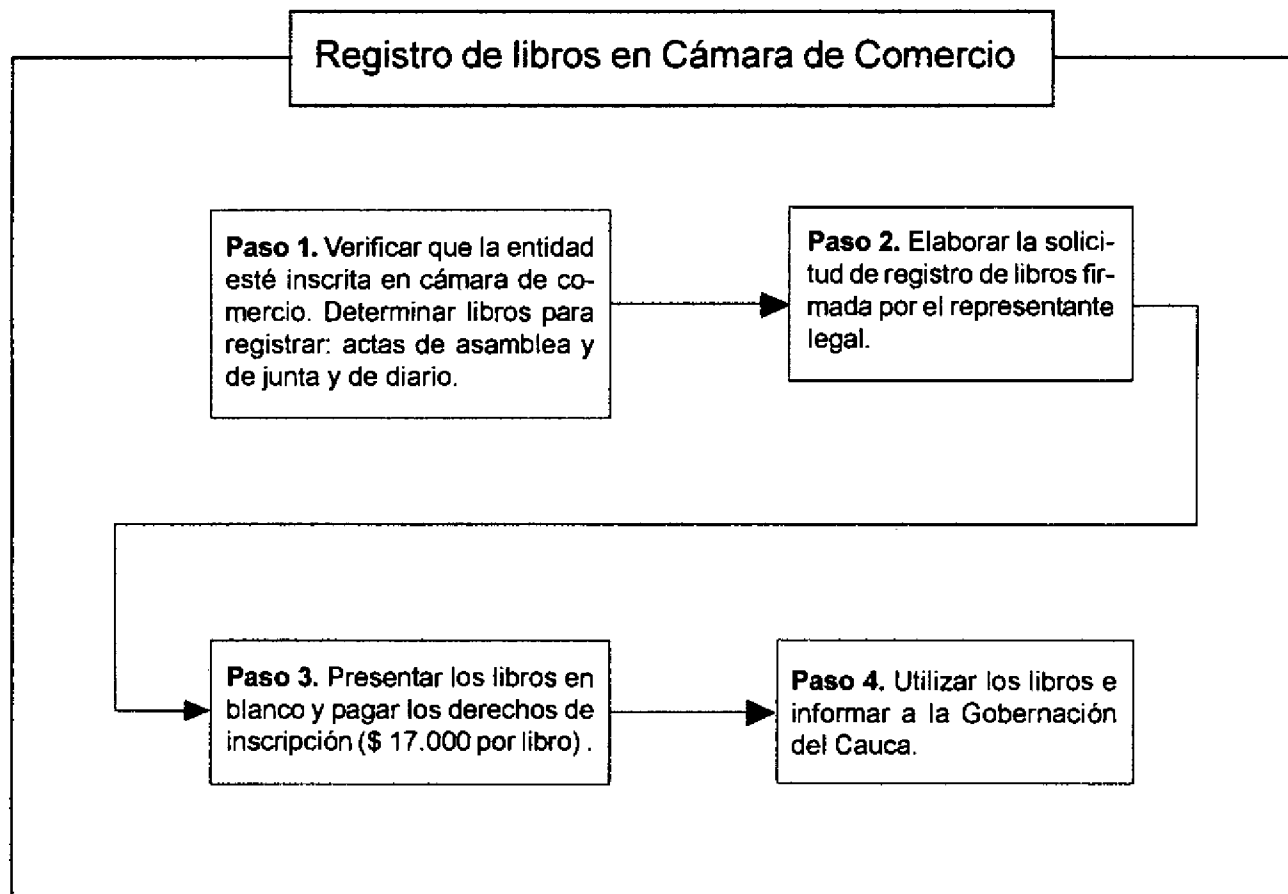 Registro de libros en Cámara de Comercio
Paso 1. Verificar que la entidad
esté inscrita en cámara de co-
mercio. Determinar libros para
registrar: actas de asamblea y
de junta y de diario.
Paso 2. Elaborar la solici-
tud de registro de libros fir-
mada por el representante
legal.
Paso 3. Presentar los libros en
blanco y pagar los derechos de
inscripción ($ 17.000 por libro) .
Paso 4. Utilizar los libros e
informar a la Gobernación
del Cauca.